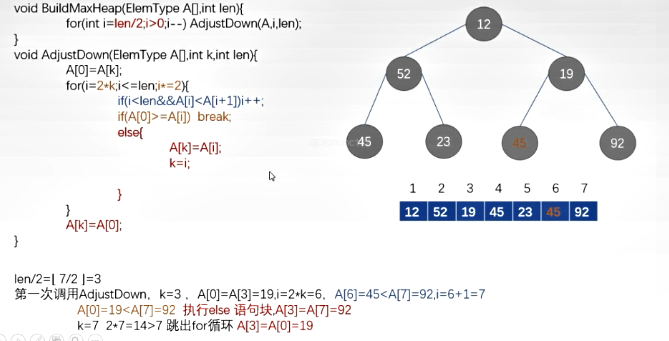 void BuildMaxHeap(ElemType A[],int len){
for(int i=len/2;i>0;i--) AdjustDown(A,i,len);
}
void AdjustDown(ElemType A[],int k,int len){
A[0]=A[k];
for(i=2*k;i<=len;i*=2){
if(i<len&&A[i]<A[i+1])i++;
if(A[0]>=A[i]) break;
else{
A[k]=A[i];
k=i;
}
}
A[k]=A[0];
}
12
52 19
45 23 45 92
1 2 3 4 5 6 7
12 52 19 45 23 45 92
len/2=⌊ 7/2 ⌋=3
第一次调用AdjustDown, k=3 , A[0]=A[3]=19,i=2*k=6, A[6]=45<A[7]=92,i=6+1=7
A[0]=19<A[7]=92 执行else 语句块,A[3]=A[7]=92
k=7 2*7=14>7 跳出for循环 A[3]=A[0]=19